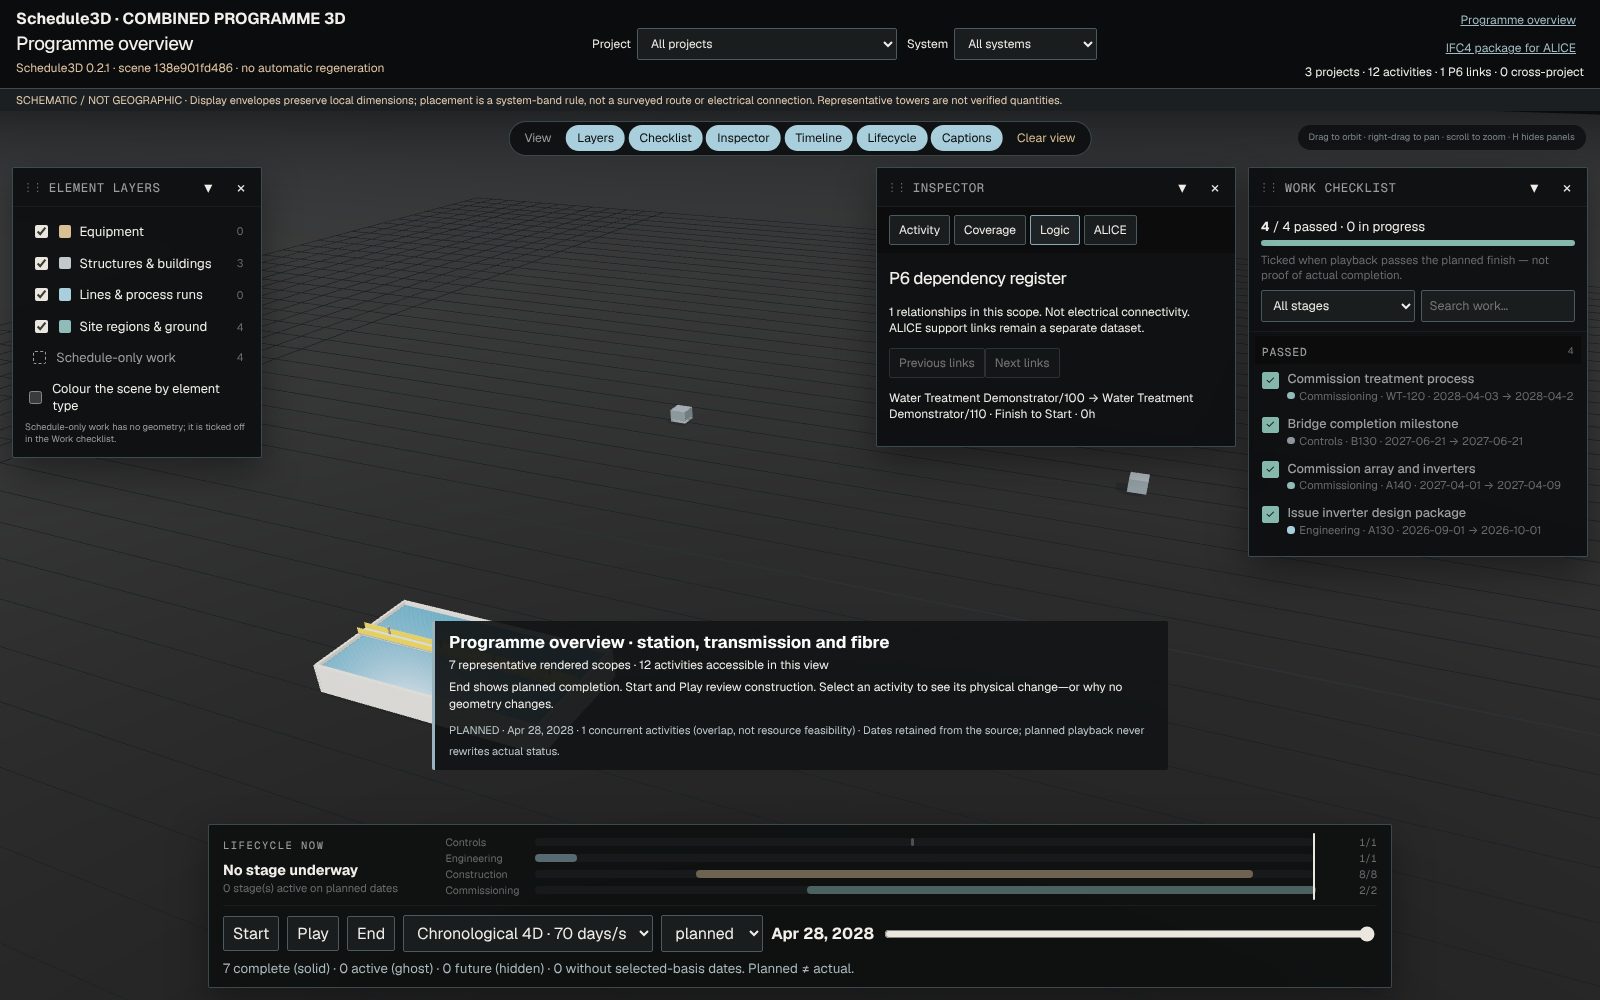 Schedule3D · COMBINED PROGRAMME 3D
Programme overview
Schedule3D 0.2.1 · scene 138e901fd486 · no automatic regeneration
Project
All projects
System
All systems
Programme overview
IFC4 package for ALICE
3 projects · 12 activities · 1 P6 links · 0 cross-project
SCHEMATIC / NOT GEOGRAPHIC · Display envelopes preserve local dimensions; placement is a system-band rule, not a surveyed route or electrical connection. Representative towers are not verified quantities.
View
Layers
Checklist
Inspector
Timeline
Lifecycle
Captions
Clear view
Drag to orbit · right-drag to pan · scroll to zoom · H hides panels
ELEMENT LAYERS
Equipment 0
Structures & buildings 3
Lines & process runs 0
Site regions & ground 4
Schedule-only work 4
Colour the scene by element
type
Schedule-only work has no geometry; it is ticked off
in the Work checklist.
INSPECTOR
Activity
Coverage
Logic
ALICE
P6 dependency register
1 relationships in this scope. Not electrical connectivity.
ALICE support links remain a separate dataset.
Previous links
Next links
Water Treatment Demonstrator/100 → Water Treatment
Demonstrator/110 · Finish to Start · 0h
WORK CHECKLIST
4 / 4 passed · 0 in progress
Ticked when playback passes the planned finish — not
proof of actual completion.
All stages
Search work...
PASSED 4
Commission treatment process
Commissioning · WT-120 · 2028-04-03 → 2028-04-2
Bridge completion milestone
Controls · B130 · 2027-06-21 → 2027-06-21
Commission array and inverters
Commissioning · A140 · 2027-04-01 → 2027-04-09
Issue inverter design package
Engineering · A130 · 2026-09-01 → 2026-10-01
Programme overview · station, transmission and fibre
7 representative rendered scopes · 12 activities accessible in this view
End shows planned completion. Start and Play review construction. Select an activity to see its physical change—or why no
geometry changes.
PLANNED · Apr 28, 2028 · 1 concurrent activities (overlap, not resource feasibility) · Dates retained from the source; planned playback never
rewrites actual status.
LIFECYCLE NOW
No stage underway
0 stage(s) active on planned dates
Controls 1/1
Engineering 1/1
Construction 8/8
Commissioning 2/2
Start
Play
End
Chronological 4D · 70 days/s
planned
Apr 28, 2028
7 complete (solid) · 0 active (ghost) · 0 future (hidden) · 0 without selected-basis dates. Planned ≠ actual.